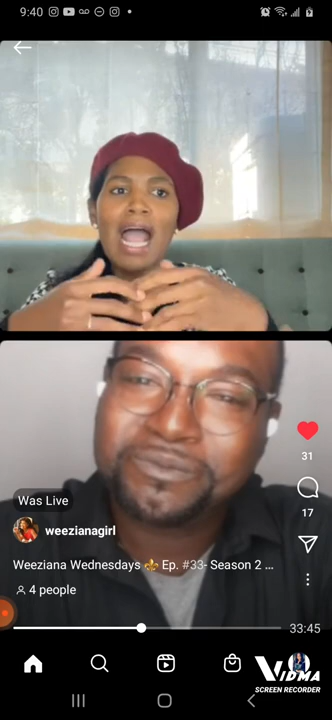 9:40
31
Was Live
17
weezianagirl
Weeziana Wednesdays ⚜️ Ep. #33- Season 2 ...
4 people
33:45
VIDMA
SCREEN RECORDER